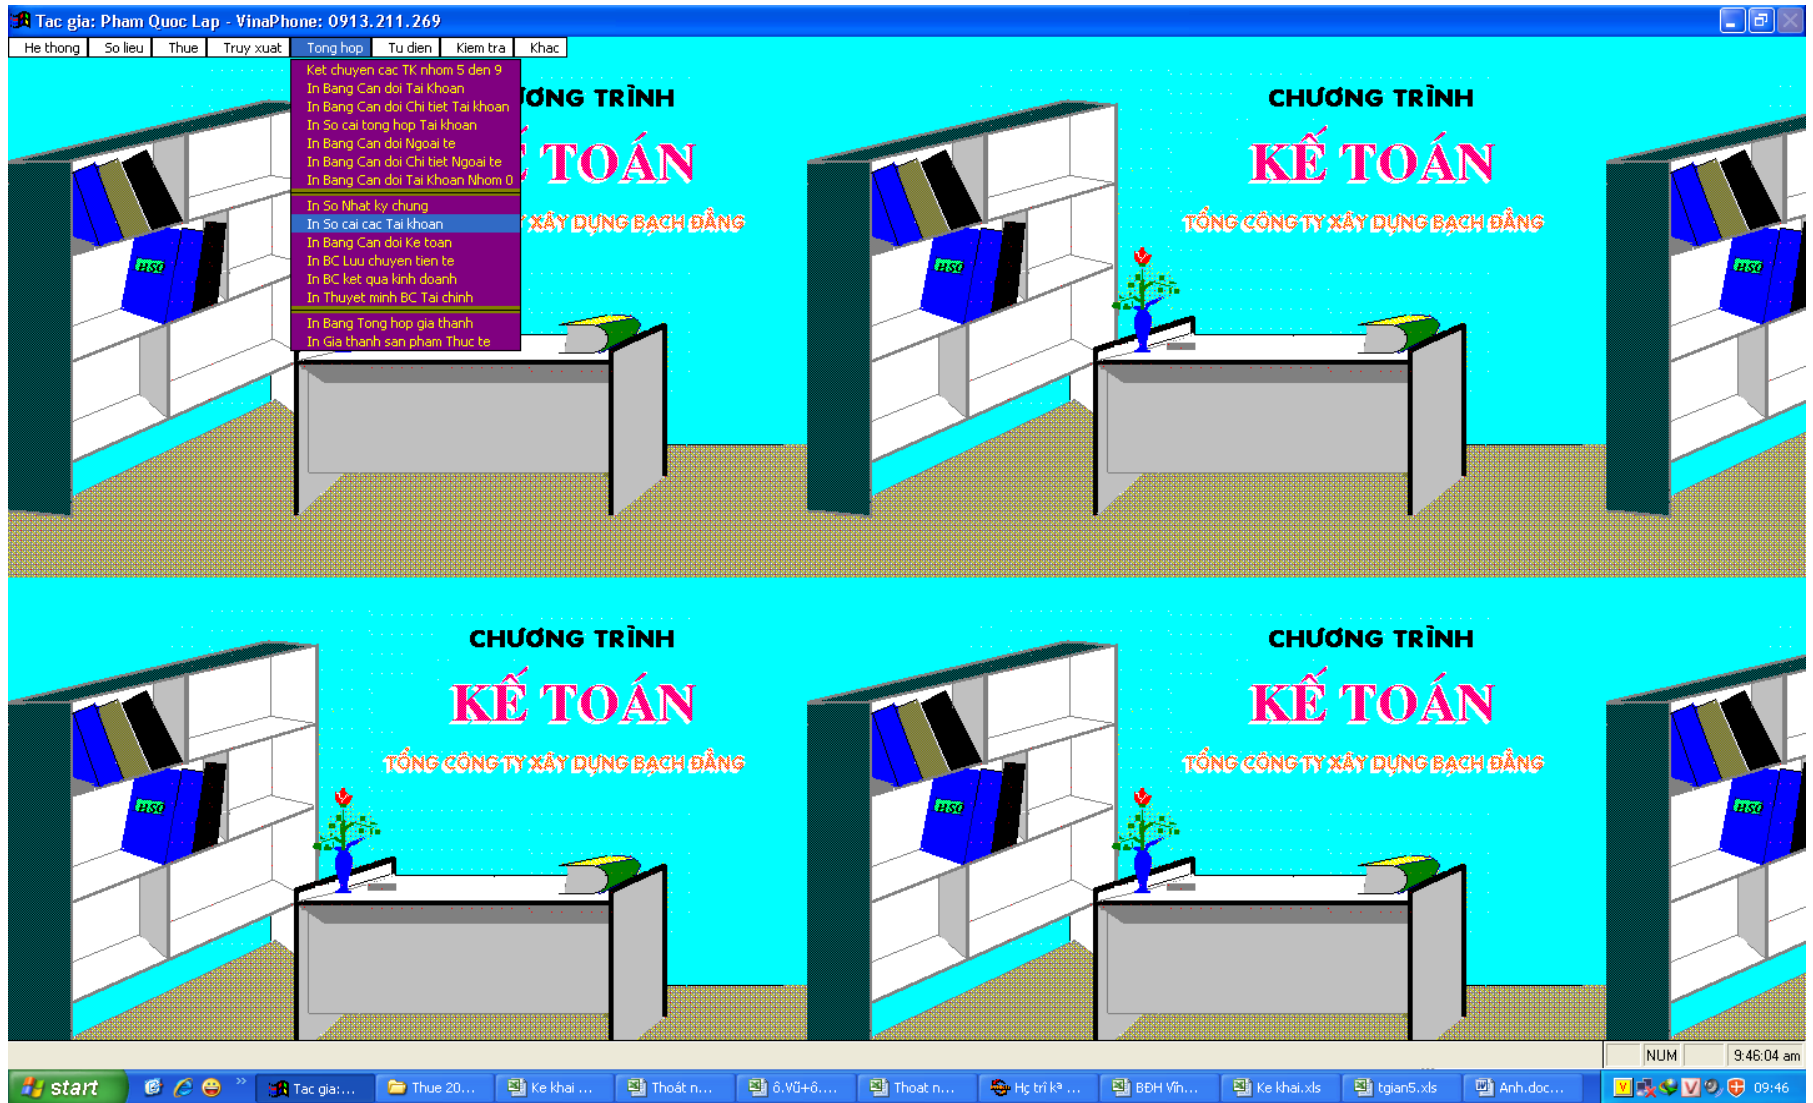 Tac gia: Pham Quoc Lap - VinaPhone: 0913.211.269
He thong So lieu Thue Truy xuat Tong hop Tu dien Kiem tra Khac
Ket chuyen cac TK nhom 5 den 9
In Bang Can doi Tai Khoan
In Bang Can doi Chi tiet Tai khoan
In So cai tong hop Tai khoan
In Bang Can doi Ngoai te
In Bang Can doi Chi tiet Ngoai te
In Bang Can doi Tai Khoan Nhom 0
In So Nhat ky chung
In So cai cac Tai khoan
In Bang Can doi Ke toan
In BC Luu chuyen tien te
In BC ket qua kinh doanh
In Thuyet minh BC Tai chinh
In Bang Tong hop gia thanh
In Gia thanh san pham Thuc te
ƠNG TRÌNH
TOÁN
XÂY DỰNG BẠCH ĐẰNG
CHƯƠNG TRÌNH
KẾ TOÁN
TỔNG CÔNG TY XÂY DỰNG BẠCH ĐẰNG
CHƯƠNG TRÌNH
KẾ TOÁN
TỔNG CÔNG TY XÂY DỰNG BẠCH ĐẰNG
CHƯƠNG TRÌNH
KẾ TOÁN
TỔNG CÔNG TY XÂY DỰNG BẠCH ĐẰNG
NUM 9:46:04 am
start Tac gia:... Thue 20... Ke khai ... Thoát n... ô.Vũ+ô.... Thoat n... Hç trî kª ... BĐH Vĩn... Ke khai.xls tgian5.xls Anh.doc... 09:46